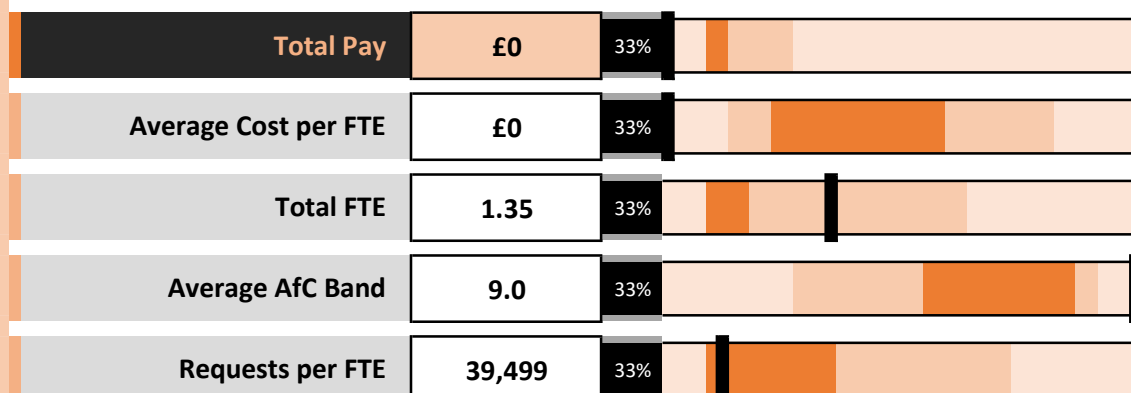 Total Pay £0 33%
Average Cost per FTE £0 33%
Total FTE 1.35 33%
Average AfC Band 9.0 33%
Requests per FTE 39,499 33%